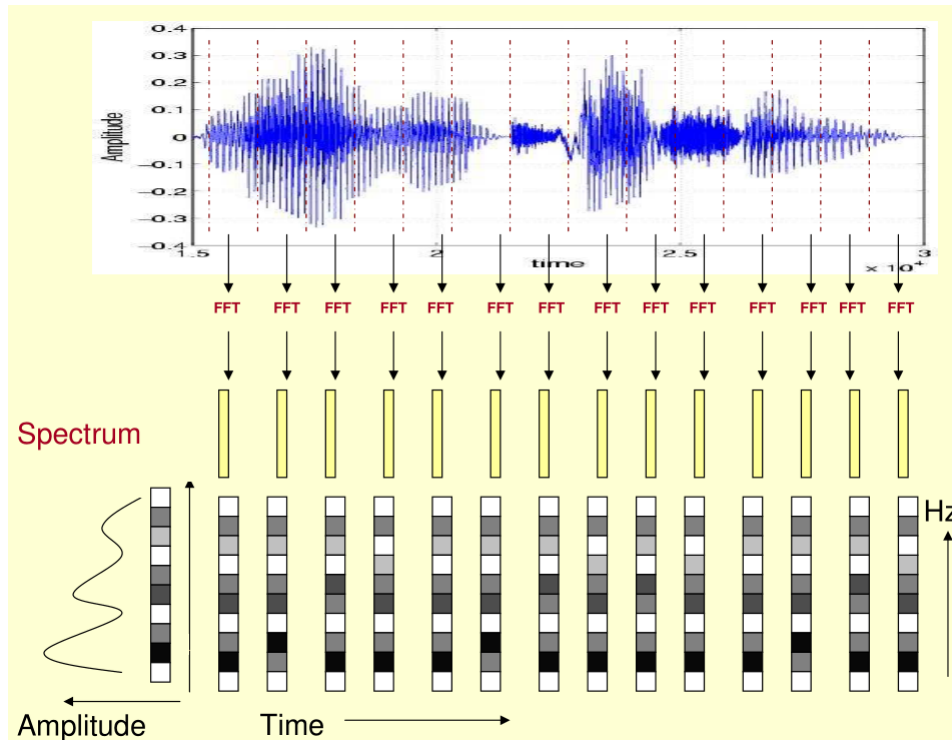 0.4
0.3
0.2
0.1
0
-0.1
-0.2
-0.3
-0.4
Amplitude
1.5 2 2.5 3
time
x 10⁴
FFT FFT FFT FFT FFT FFT FFT FFT FFT FFT FFT FFT FFT FFT
Spectrum
Hz
Amplitude Time